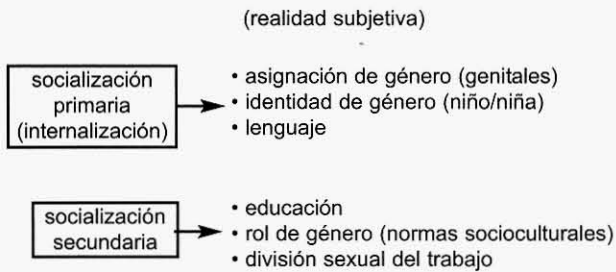 (realidad subjetiva)
socialización
primaria
(internalización)
• asignación de género (genitales)
• identidad de género (niño/niña)
• lenguaje
socialización
secundaria
• educación
• rol de género (normas socioculturales)
• división sexual del trabajo